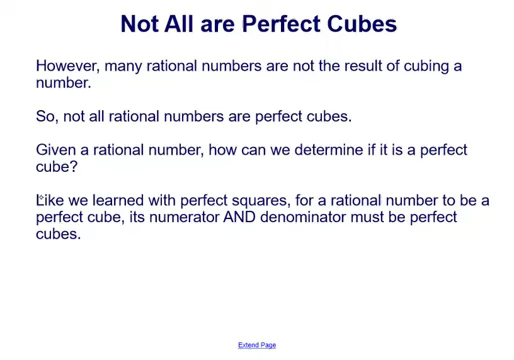 Not All are Perfect Cubes
However, many rational numbers are not the result of cubing a
number.
So, not all rational numbers are perfect cubes.
Given a rational number, how can we determine if it is a perfect
cube?
Like we learned with perfect squares, for a rational number to be a
perfect cube, its numerator AND denominator must be perfect
cubes.
Extend Page